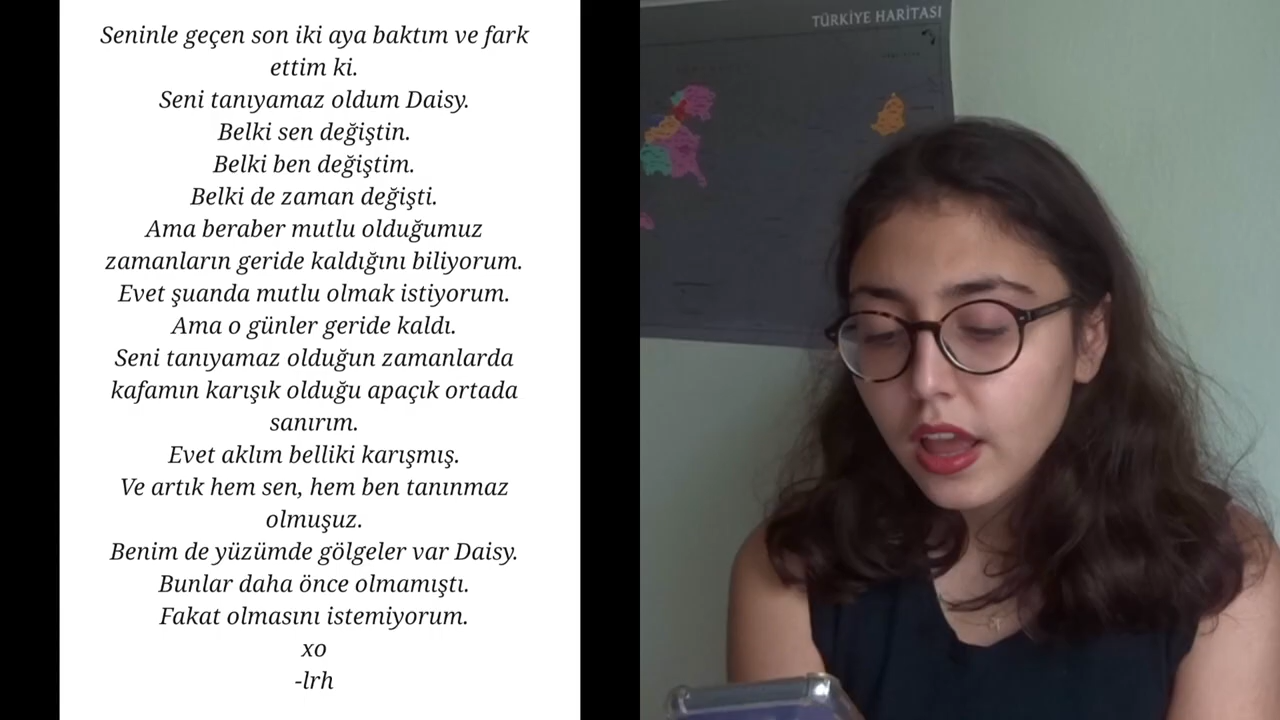 Seninle geçen son iki aya baktım ve fark
ettim ki.
Seni tanıyamaz oldum Daisy.
Belki sen değiştin.
Belki ben değiştim.
Belki de zaman değişti.
Ama beraber mutlu olduğumuz
zamanların geride kaldığını biliyorum.
Evet şuanda mutlu olmak istiyorum.
Ama o günler geride kaldı.
Seni tanıyamaz olduğun zamanlarda
kafamın karışık olduğu apaçık ortada
sanırım.
Evet aklım belliki karışmış.
Ve artık hem sen, hem ben tanınmaz
olmuşuz.
Benim de yüzümde gölgeler var Daisy.
Bunlar daha önce olmamıştı.
Fakat olmasını istemiyorum.
xo
-lrh
TÜRKİYE HARİTASI